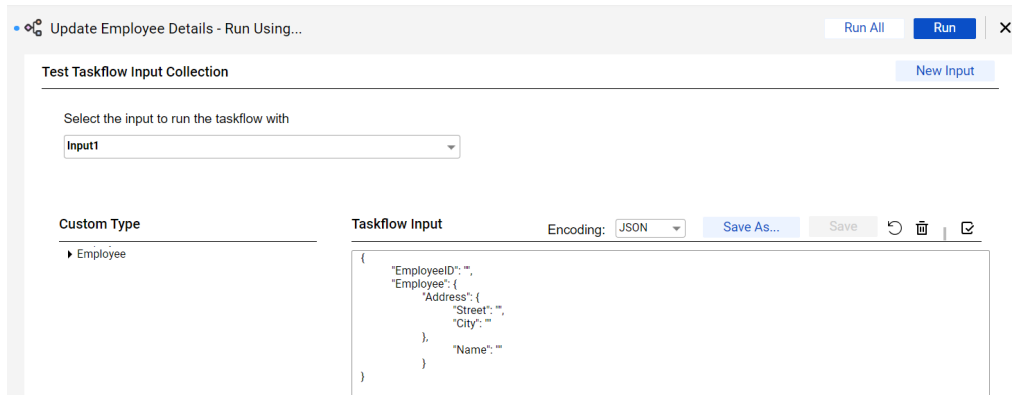 Update Employee Details - Run Using...
Run All
Run
Test Taskflow Input Collection
New Input
Select the input to run the taskflow with
Input1
Custom Type
Taskflow Input
Encoding:
JSON
Save As...
Save
Employee
{
"EmployeeID": "",
"Employee": {
"Address": {
"Street": "",
"City": ""
},
"Name": ""
}
}